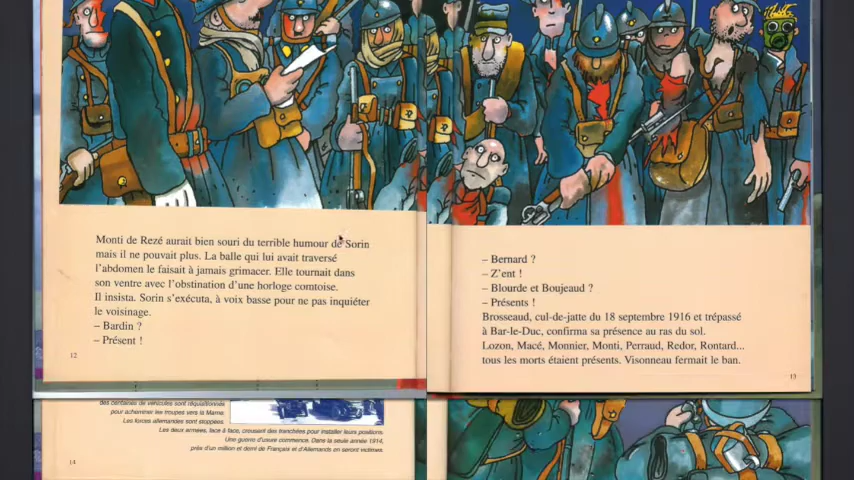 Monti de Rezé aurait bien souri du terrible humour de Sorin
mais il ne pouvait plus. La balle qui lui avait traversé
l'abdomen le faisait à jamais grimacer. Elle tournait dans
son ventre avec l'obstination d'une horloge comtoise.
Il insista. Sorin s'exécuta, à voix basse pour ne pas inquiéter
le voisinage.
– Bardin ?
– Présent !
12
– Bernard ?
– Z'ent !
– Blourde et Boujeaud ?
– Présents !
Brosseaud, cul-de-jatte du 18 septembre 1916 et trépassé
à Bar-le-Duc, confirma sa présence au ras du sol.
Lozon, Macé, Monnier, Monti, Perraud, Redor, Rontard...
tous les morts étaient présents. Visonneau fermait le ban.
13
des centaines de véhicules sont réquisitionnés
pour acheminer les troupes vers la Marne.
Les forces allemandes sont stoppées.
Les deux armées, face à face, creusent des tranchées pour installer leurs positions.
Une guerre d'usure commence. Dans la seule année 1914,
près d'un million et demi de Français et d'Allemands en seront victimes.
14